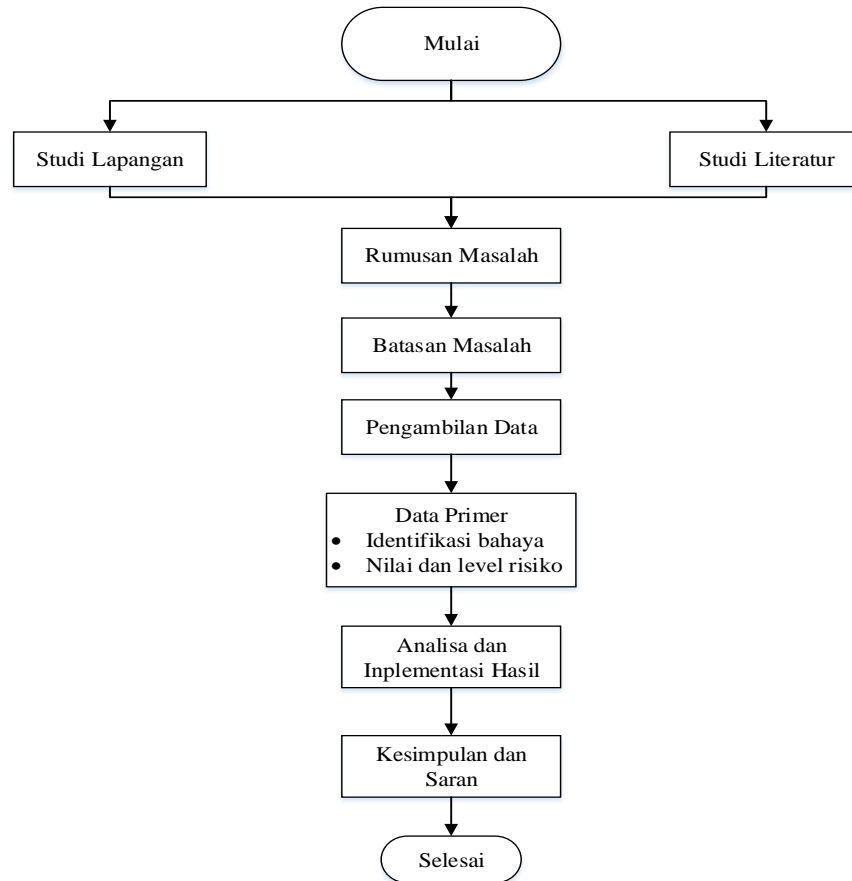 Mulai
Studi Lapangan
Studi Literatur
Rumusan Masalah
Batasan Masalah
Pengambilan Data
Data Primer
• Identifikasi bahaya
• Nilai dan level risiko
Analisa dan
Inplementasi Hasil
Kesimpulan dan
Saran
Selesai